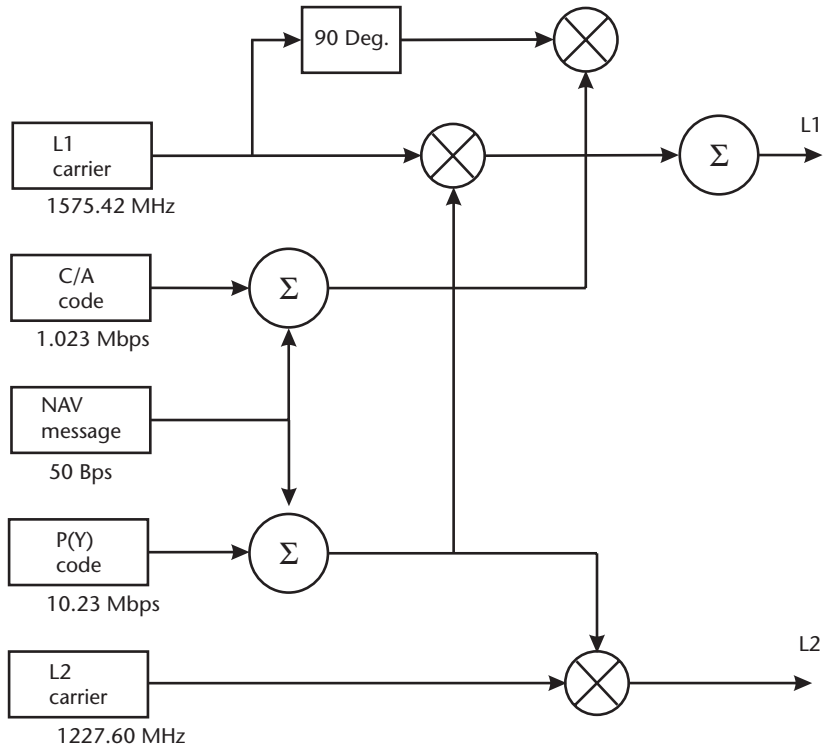 90 Deg.
L1
carrier
1575.42 MHz
Σ
L1
C/A
code
1.023 Mbps
Σ
NAV
message
50 Bps
P(Y)
code
10.23 Mbps
Σ
L2
carrier
1227.60 MHz
L2